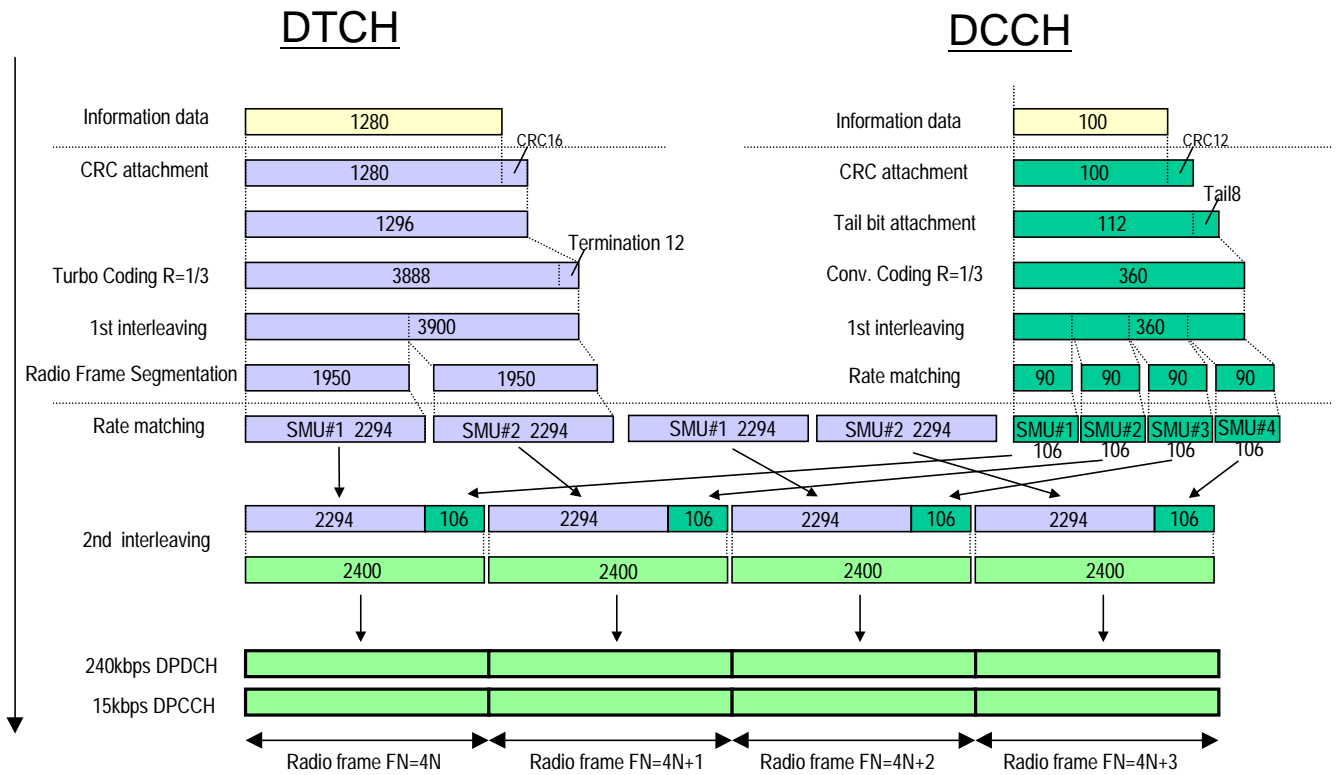 DTCH
DCCH
Information data
1280
Information data
100
CRC16
CRC12
CRC attachment
1280
CRC attachment
100
Tail8
1296
Tail bit attachment
112
Termination 12
Turbo Coding R=1/3
3888
Conv. Coding R=1/3
360
1st interleaving
3900
1st interleaving
360
Radio Frame Segmentation
1950
1950
Rate matching
90
90
90
90
Rate matching
SMU#1 2294
SMU#2 2294
SMU#1 2294
SMU#2 2294
SMU#1
SMU#2
SMU#3
SMU#4
106
106
106
106
2294
106
2294
106
2294
106
2294
106
2nd interleaving
2400
2400
2400
2400
240kbps DPDCH
15kbps DPCCH
Radio frame FN=4N
Radio frame FN=4N+1
Radio frame FN=4N+2
Radio frame FN=4N+3